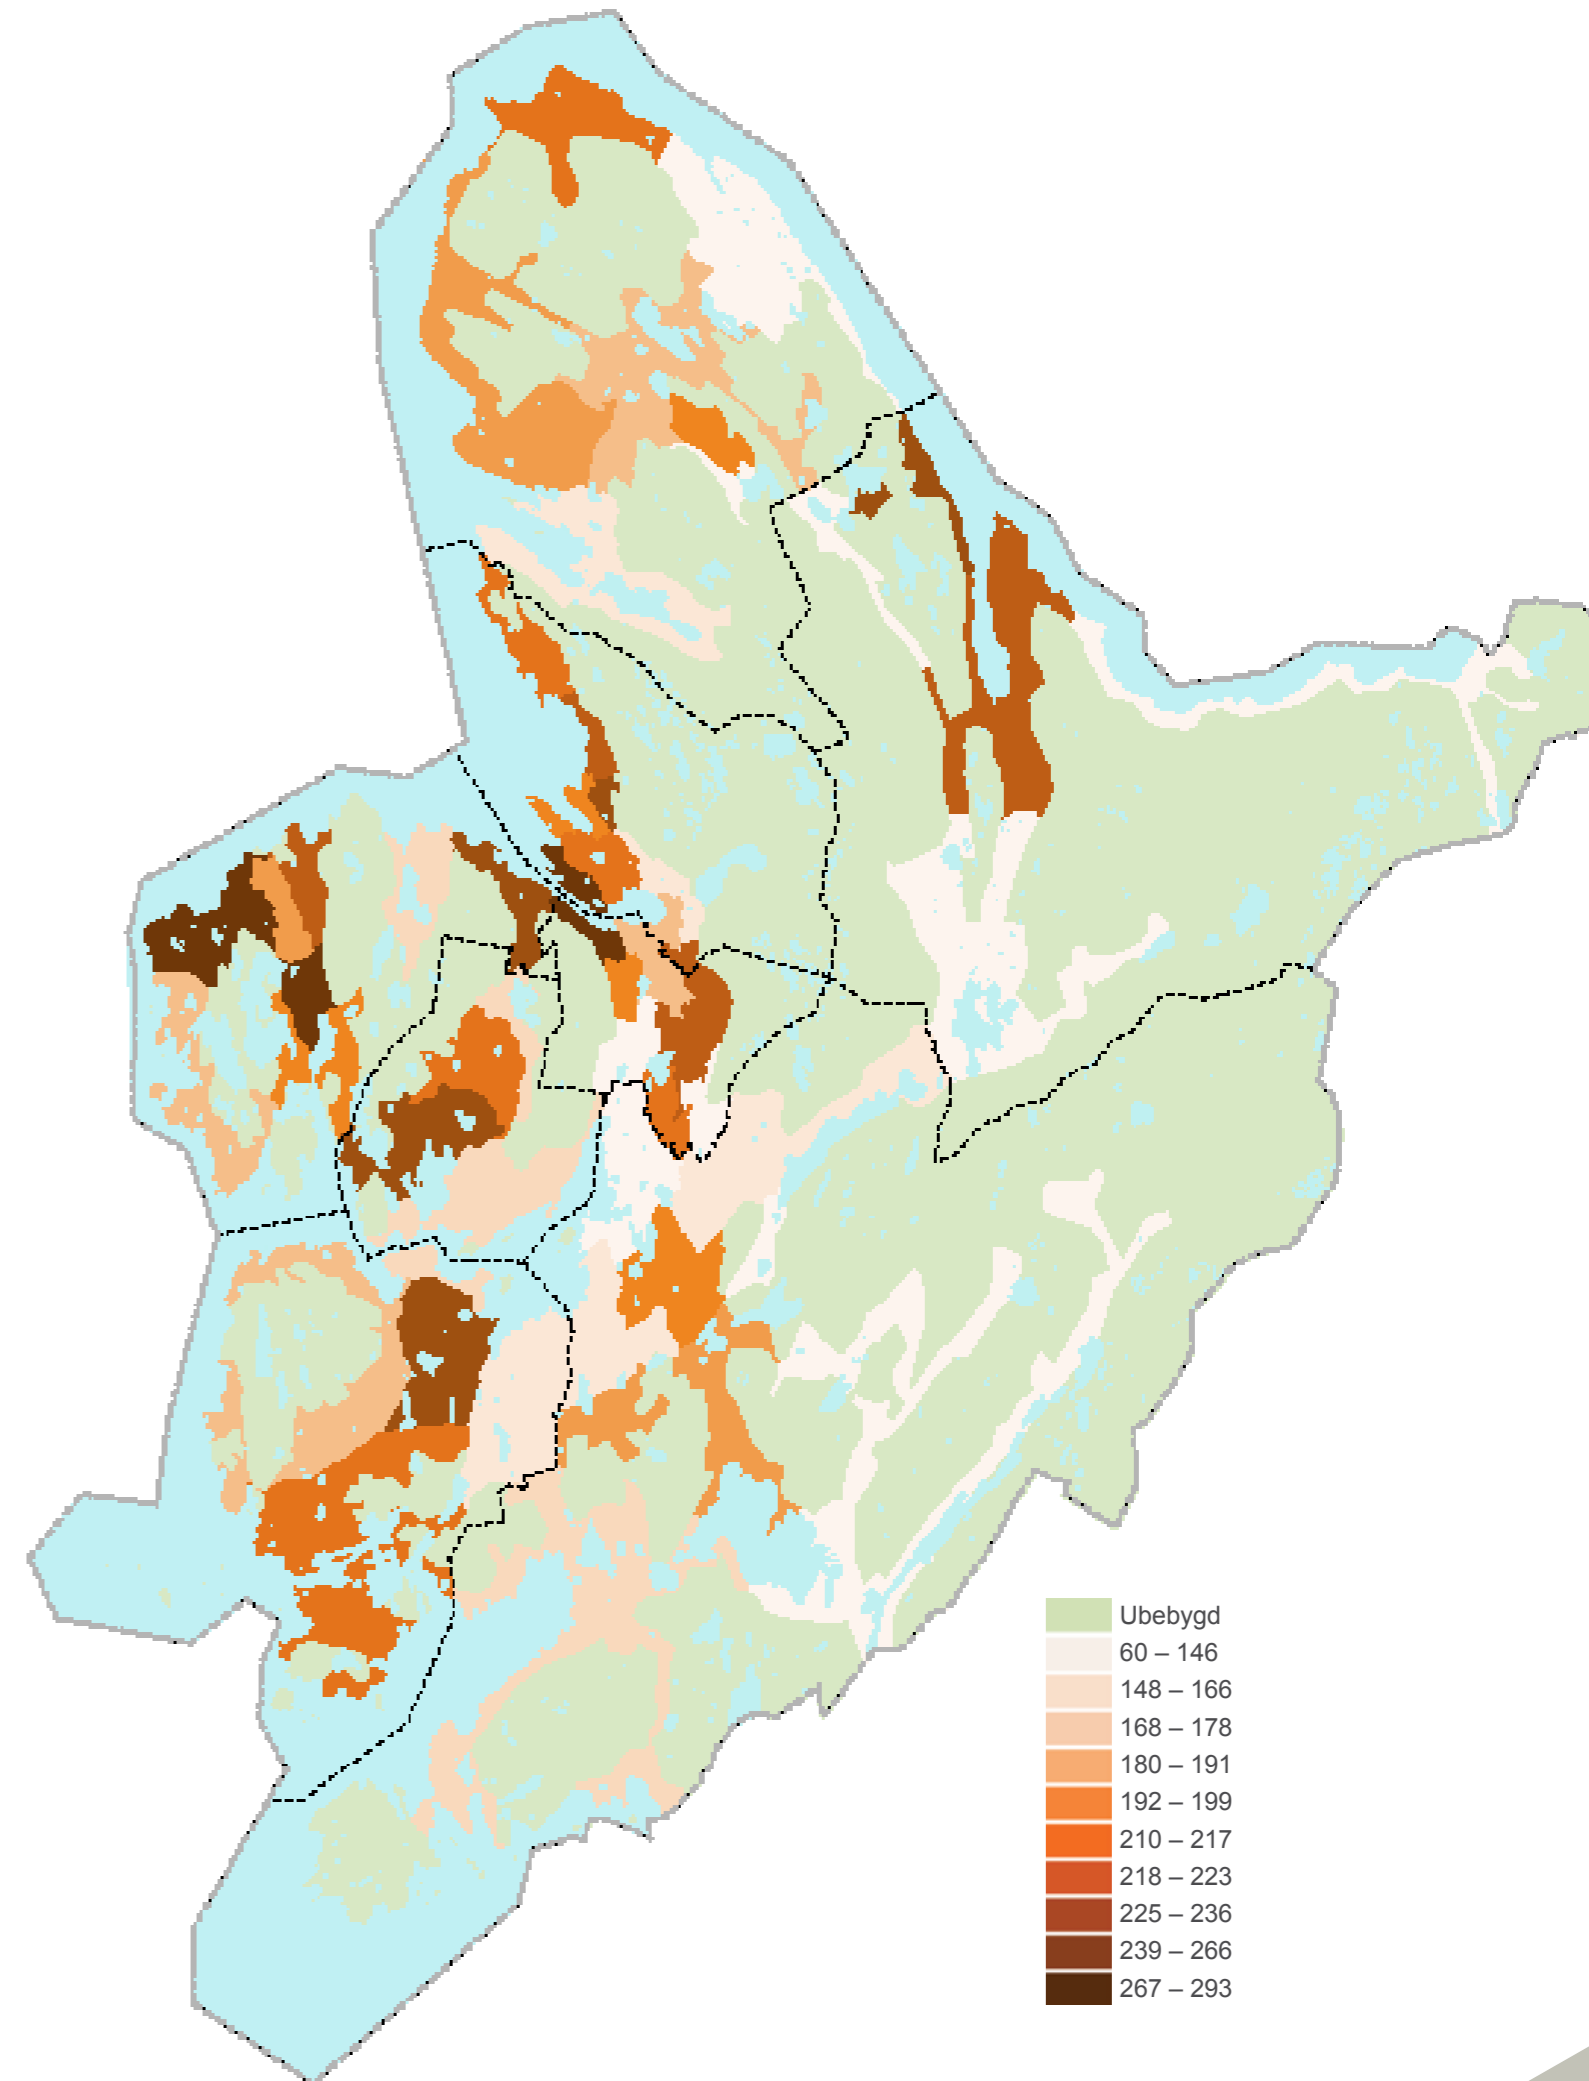 Ubebygd
60 – 146
148 – 166
168 – 178
180 – 191
192 – 199
210 – 217
218 – 223
225 – 236
239 – 266
267 – 293